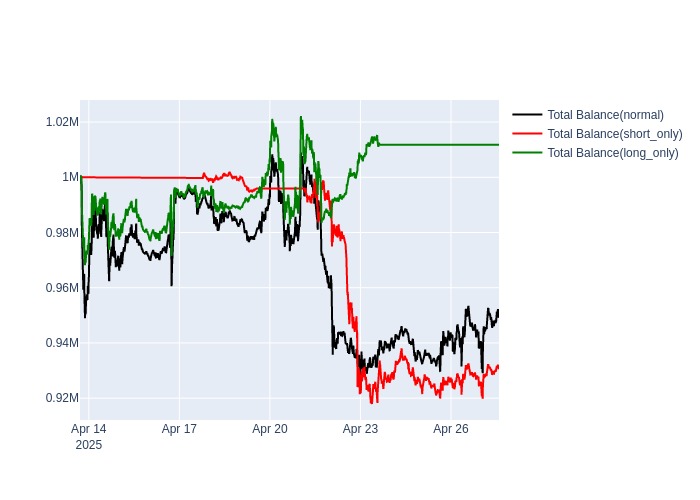 1.02M
1M
0.98M
0.96M
0.94M
0.92M
Apr 14
2025
Apr 17
Apr 20
Apr 23
Apr 26
Total Balance(normal)
Total Balance(short_only)
Total Balance(long_only)